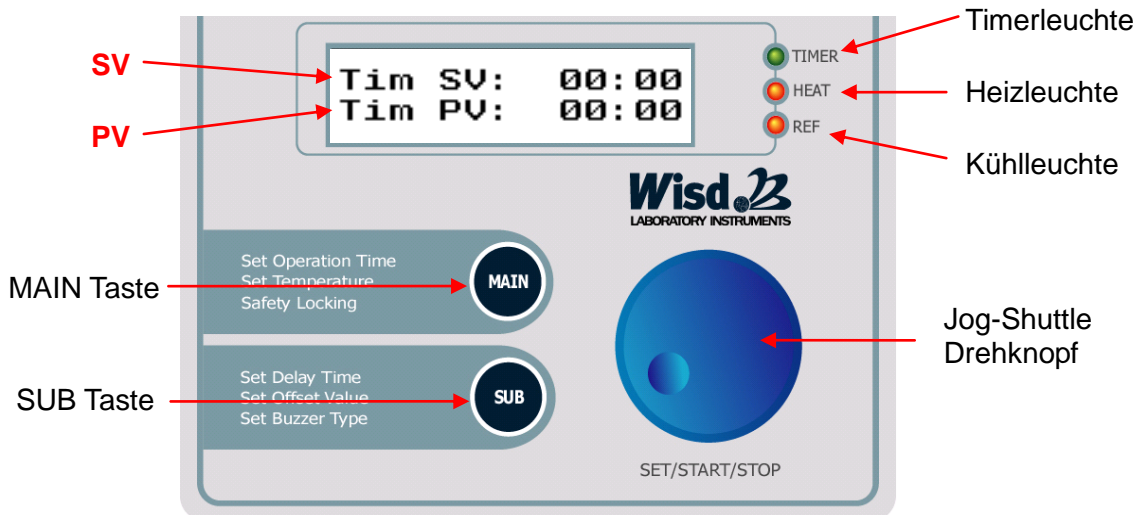 Timerleuchte
SV
Tim SV: 00:00
TIMER
PV
Tim PV: 00:00
HEAT
Heizleuchte
REF
Kühlleuchte
Wisd
LABORATORY INSTRUMENTS
MAIN Taste
Set Operation Time
Set Temperature
Safety Locking
MAIN
Jog-Shuttle
Drehknopf
SUB Taste
Set Delay Time
Set Offset Value
Set Buzzer Type
SUB
SET/START/STOP